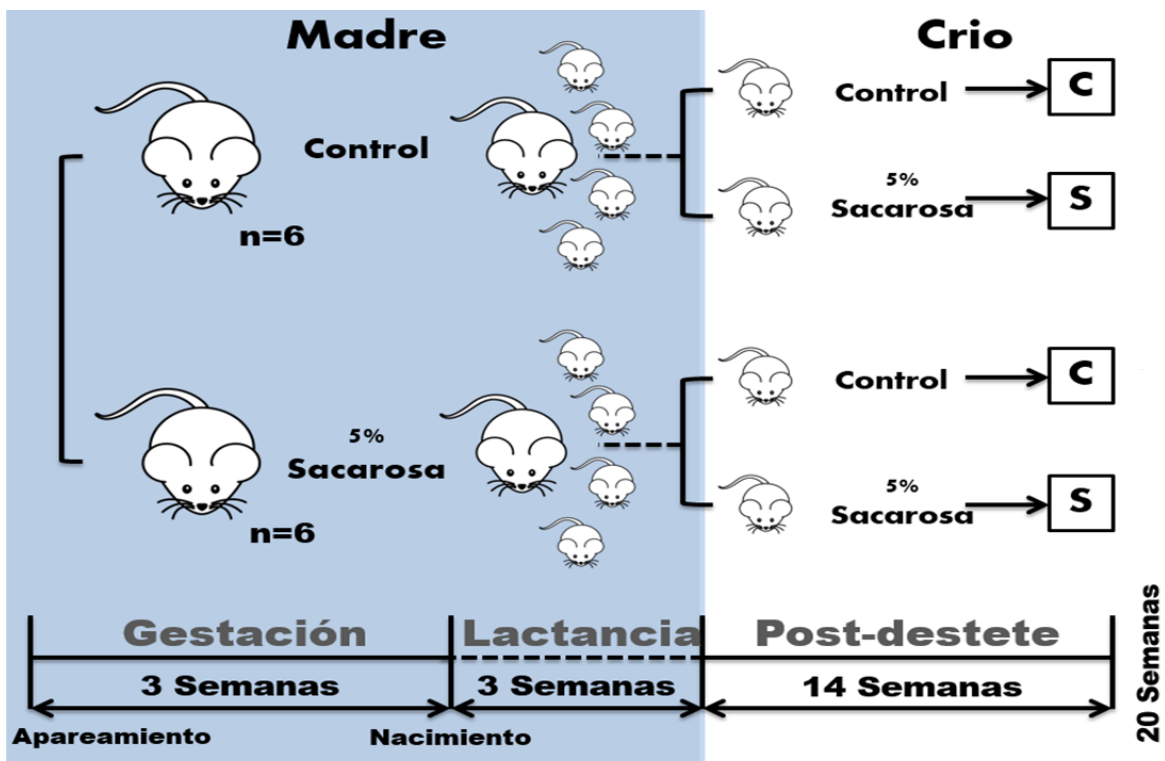 Madre
Crio
Control
Control
C
5%
Sacarosa
S
n=6
Control
C
5%
Sacarosa
5%
Sacarosa
S
n=6
Gestación
Lactancia
Post-destete
3 Semanas
3 Semanas
14 Semanas
20 Semanas
Apareamiento
Nacimiento